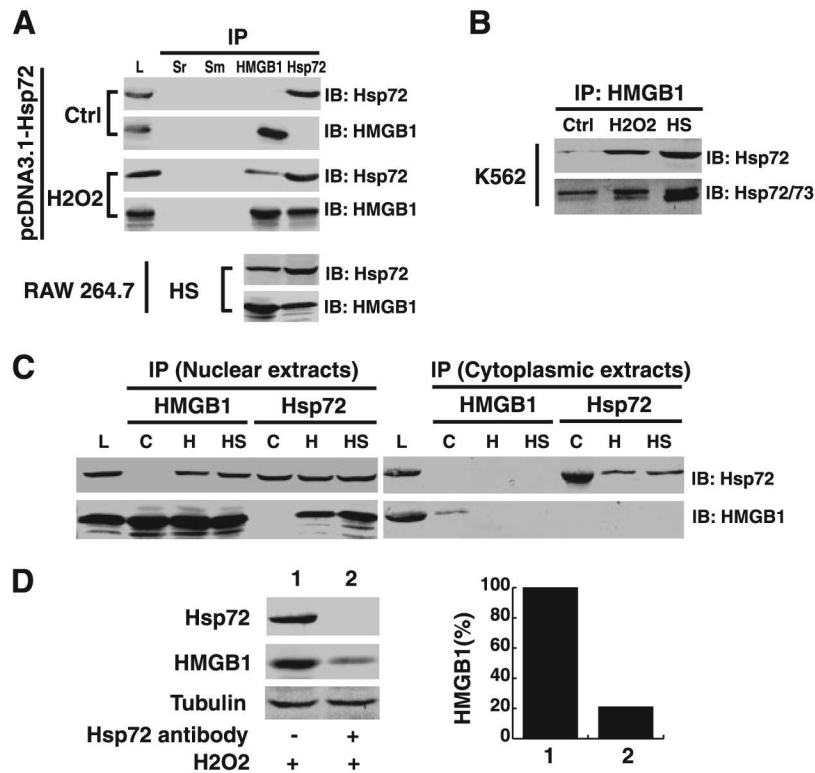 A
IP
L Sr Sm HMGB1 Hsp72
pcDNA3.1-Hsp72
Ctrl
IB: Hsp72
IB: HMGB1
H2O2
IB: Hsp72
IB: HMGB1
RAW 264.7
HS
IB: Hsp72
IB: HMGB1
B
IP: HMGB1
Ctrl H2O2 HS
K562
IB: Hsp72
IB: Hsp72/73
C
IP (Nuclear extracts) IP (Cytoplasmic extracts)
HMGB1 Hsp72 HMGB1 Hsp72
L C H HS C H HS L C H HS C H HS
IB: Hsp72
IB: HMGB1
D
1 2
Hsp72
HMGB1
Tubulin
Hsp72 antibody - +
H2O2 + +
HMGB1(%)
100
80
60
40
20
0
1 2